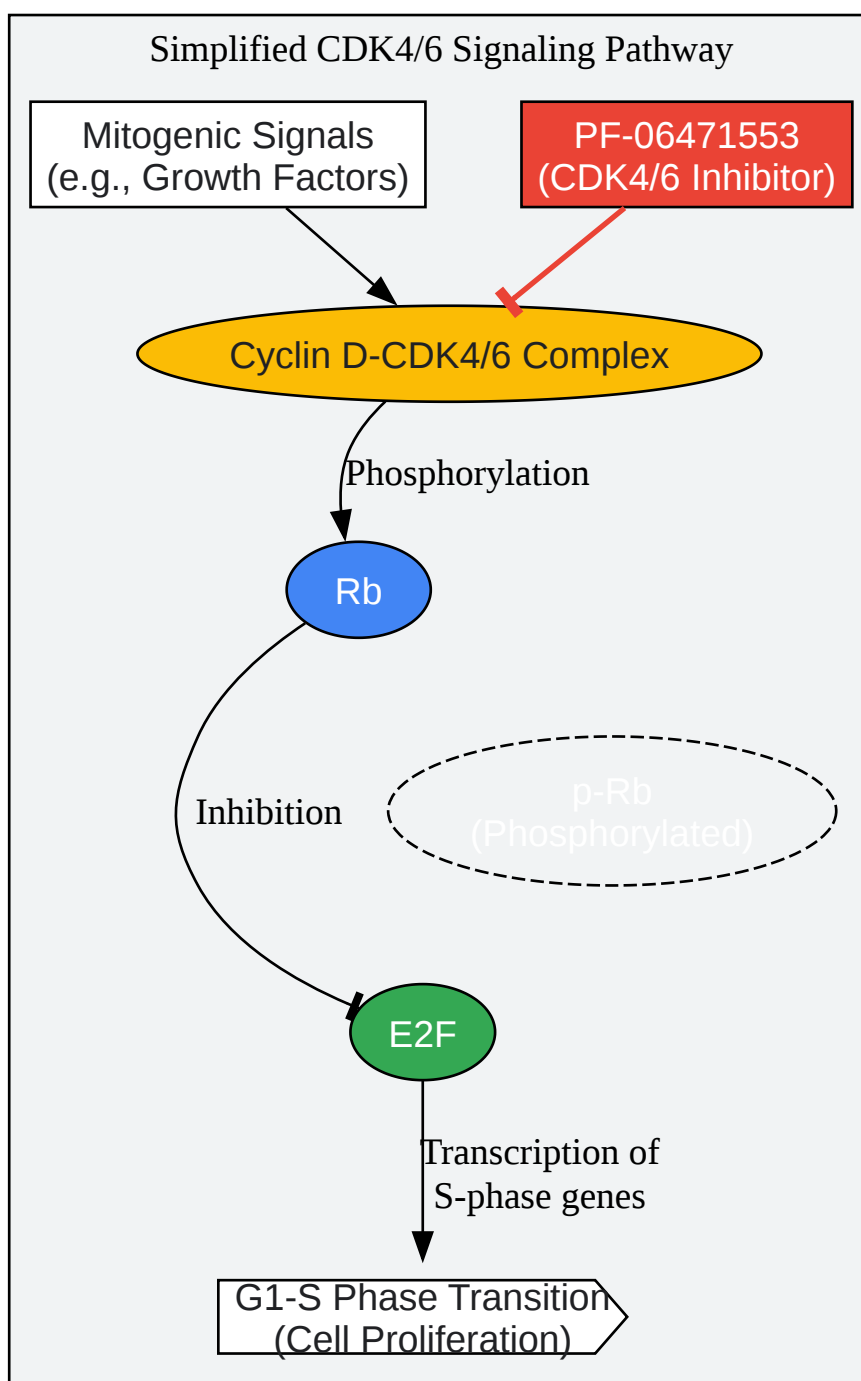 Simplified CDK4/6 Signaling Pathway
Mitogenic Signals
(e.g., Growth Factors)
PF-06471553
(CDK4/6 Inhibitor)
Cyclin D-CDK4/6 Complex
Phosphorylation
Rb
Inhibition
p-Rb
(Phosphorylated)
E2F
Transcription of
S-phase genes
G1-S Phase Transition
(Cell Proliferation)